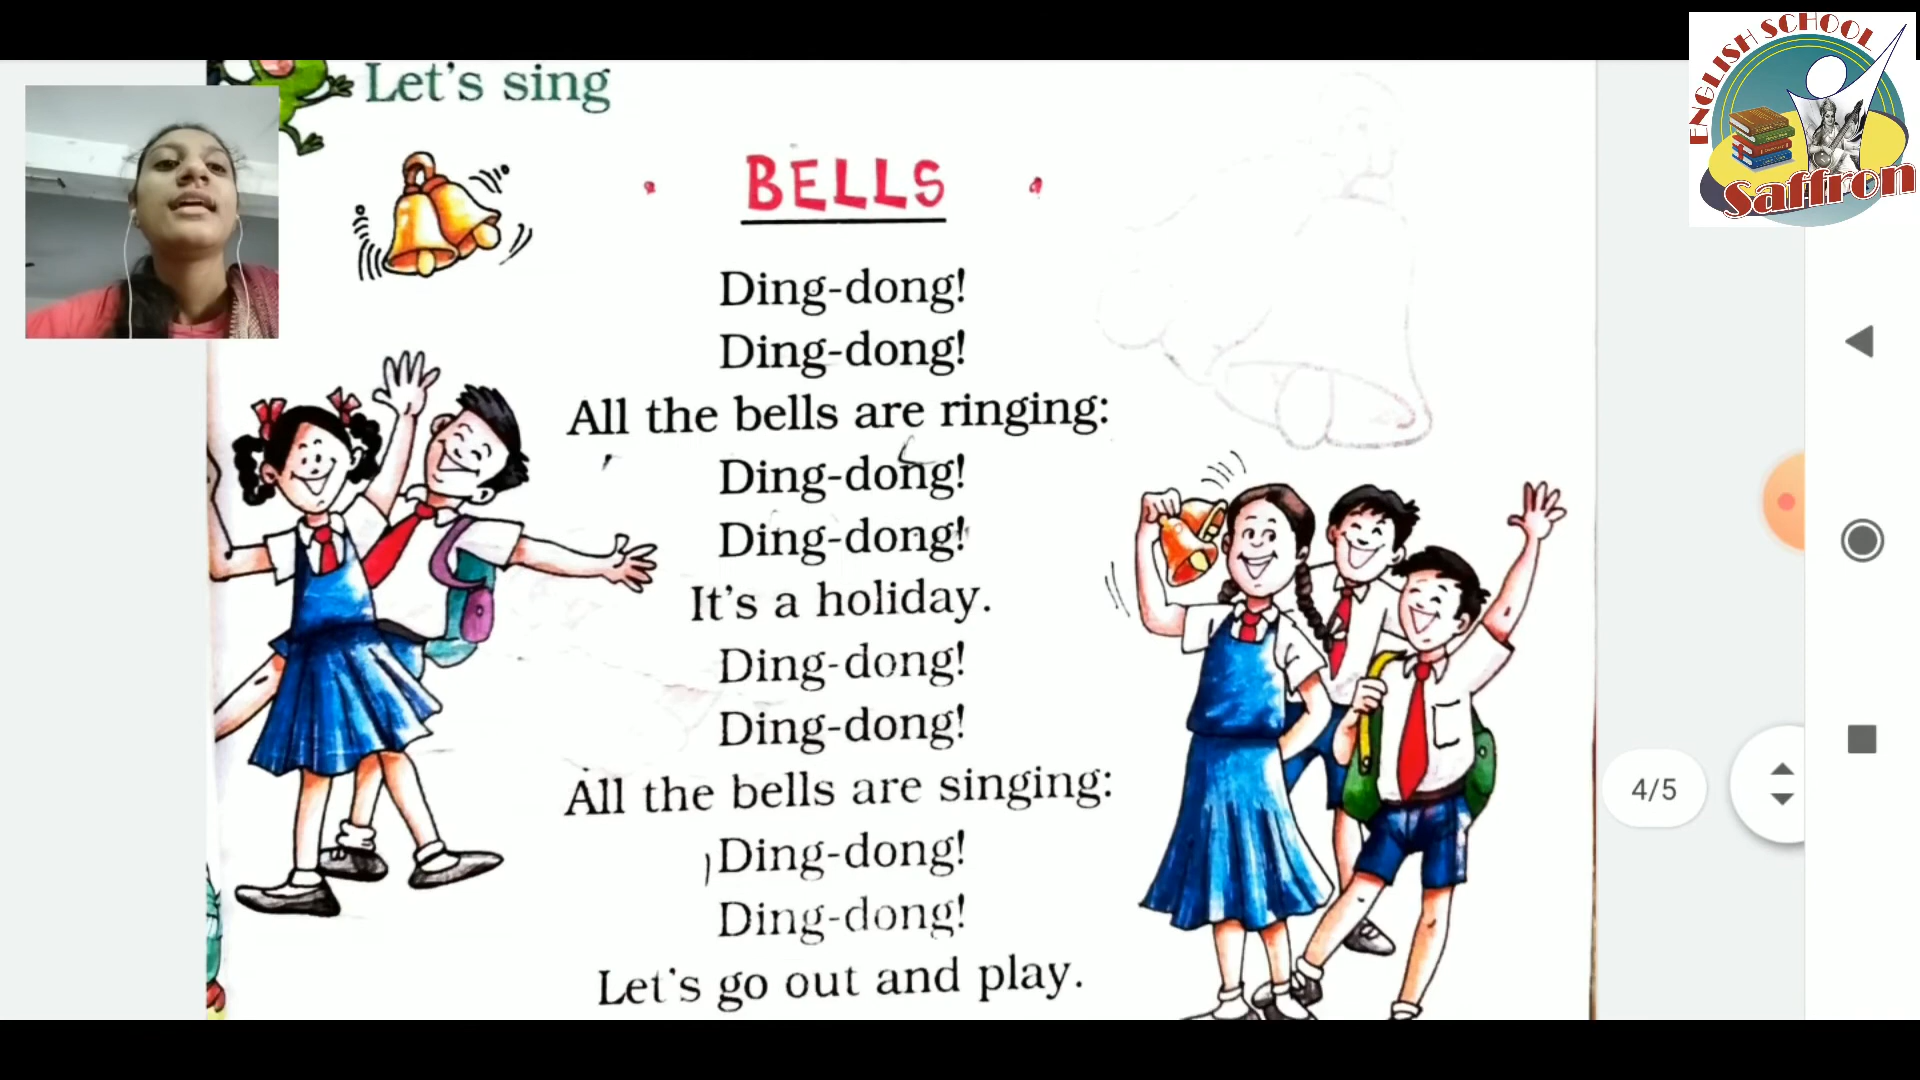 Let's sing
BELLS
Ding-dong!
Ding-dong!
All the bells are ringing:
Ding-dong!
Ding-dong!
It's a holiday.
Ding-dong!
Ding-dong!
All the bells are singing:
Ding-dong!
Ding-dong!
Let's go out and play.
ENGLISH SCHOOL
Saffron
4/5